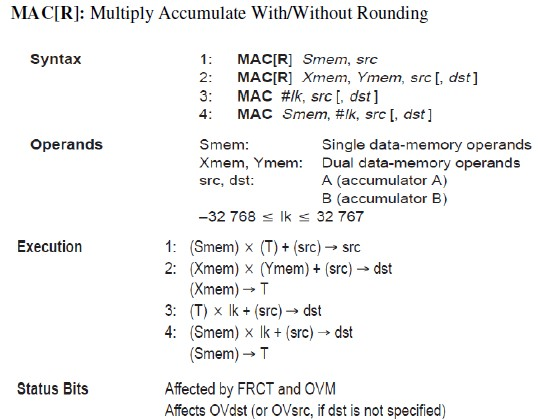 MAC[R]: Multiply Accumulate With/Without Rounding
Syntax 1: MAC[R] Smem, src
2: MAC[R] Xmem, Ymem, src [, dst]
3: MAC #lk, src [, dst]
4: MAC Smem, #lk, src [, dst]
Operands Smem: Single data-memory operands
Xmem, Ymem: Dual data-memory operands
src, dst: A (accumulator A)
B (accumulator B)
–32 768 ≤ lk ≤ 32 767
Execution 1: (Smem) × (T) + (src) → src
2: (Xmem) × (Ymem) + (src) → dst
(Xmem) → T
3: (T) × lk + (src) → dst
4: (Smem) × lk + (src) → dst
(Smem) → T
Status Bits Affected by FRCT and OVM
Affects OVdst (or OVsrc, if dst is not specified)